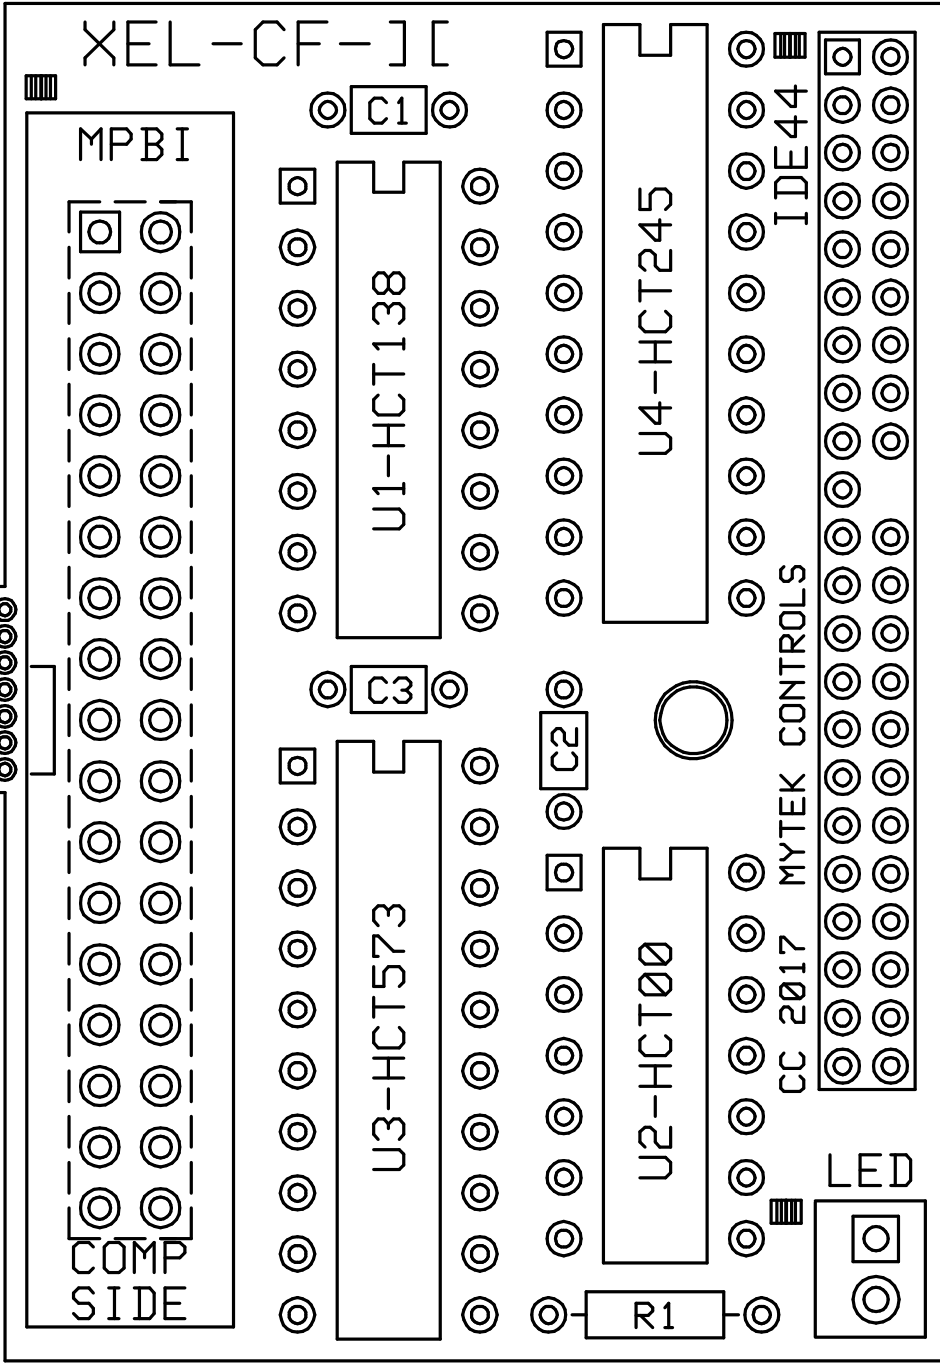 XEL-CF-][
C1
MPBI
IDE44
U4-HCT245
U1-HCT138
C3
C2
MYTEK CONTROLS
CC 2017
U3-HCT573
U2-HCT00
LED
COMP
SIDE
R1